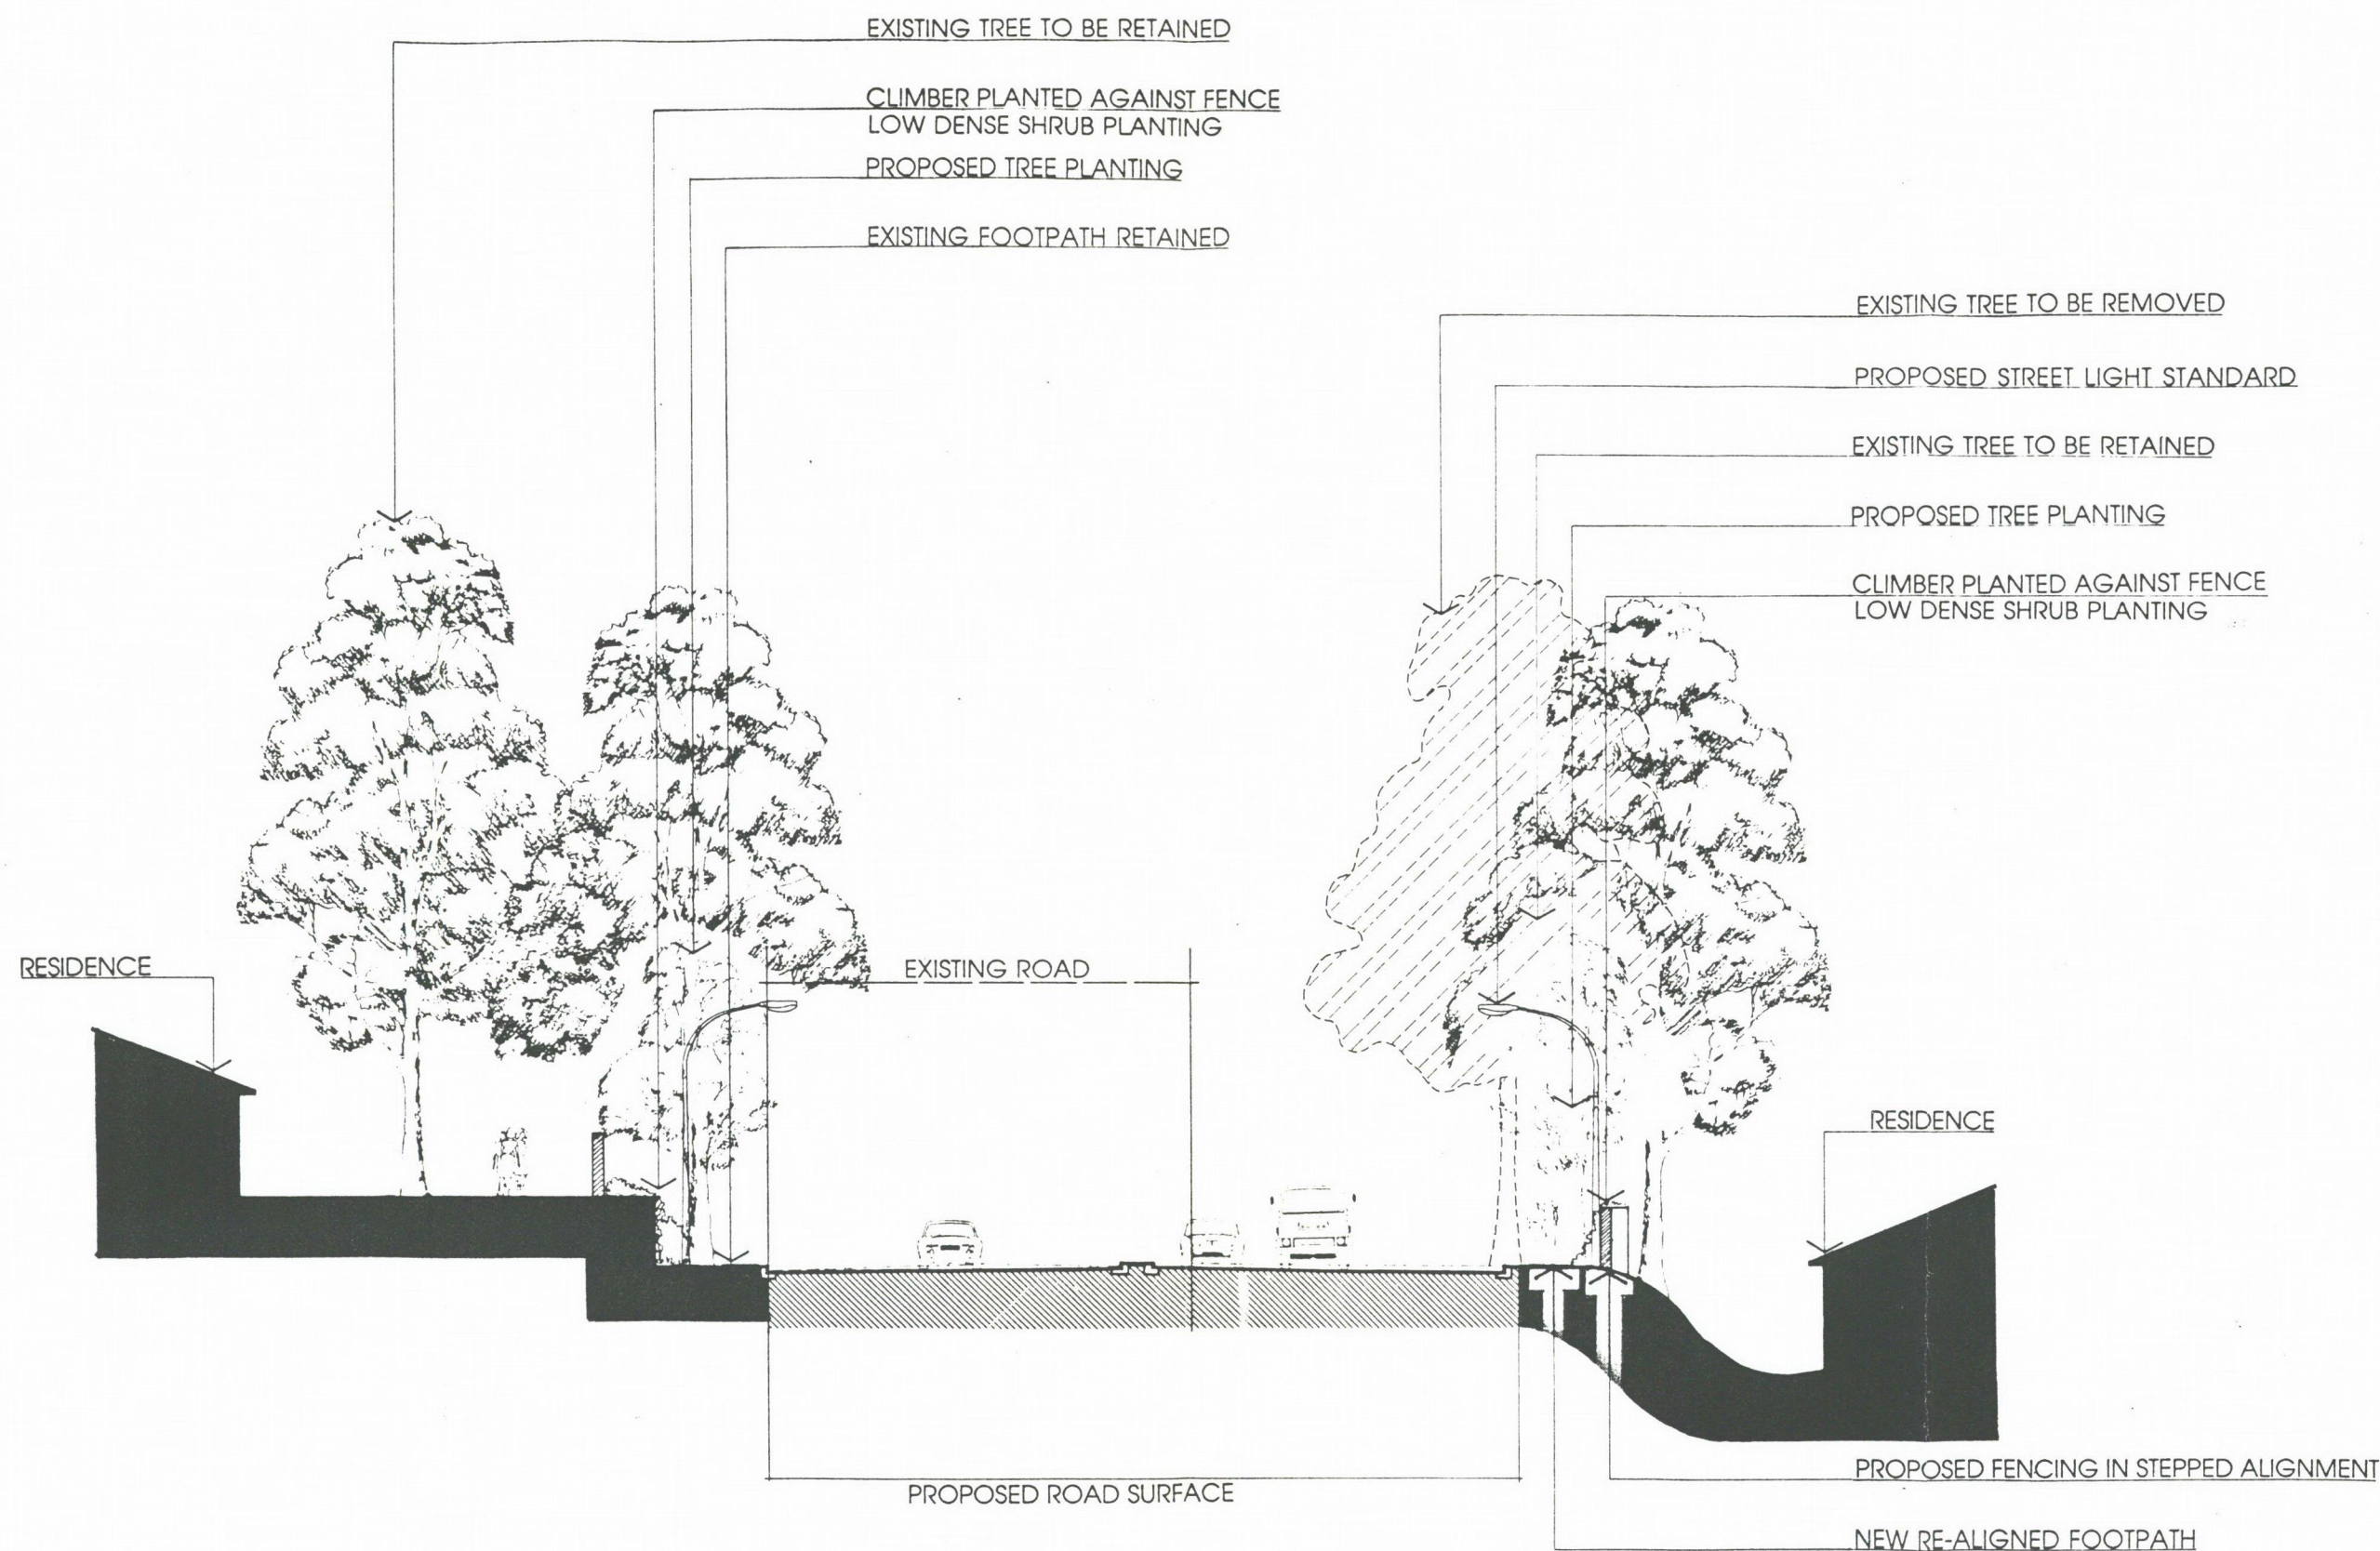 EXISTING TREE TO BE RETAINED
CLIMBER PLANTED AGAINST FENCE
LOW DENSE SHRUB PLANTING
PROPOSED TREE PLANTING
EXISTING FOOTPATH RETAINED
EXISTING TREE TO BE REMOVED
PROPOSED STREET LIGHT STANDARD
EXISTING TREE TO BE RETAINED
PROPOSED TREE PLANTING
CLIMBER PLANTED AGAINST FENCE
LOW DENSE SHRUB PLANTING
RESIDENCE
EXISTING ROAD
RESIDENCE
PROPOSED ROAD SURFACE
PROPOSED FENCING IN STEPPED ALIGNMENT
NEW RE-ALIGNED FOOTPATH